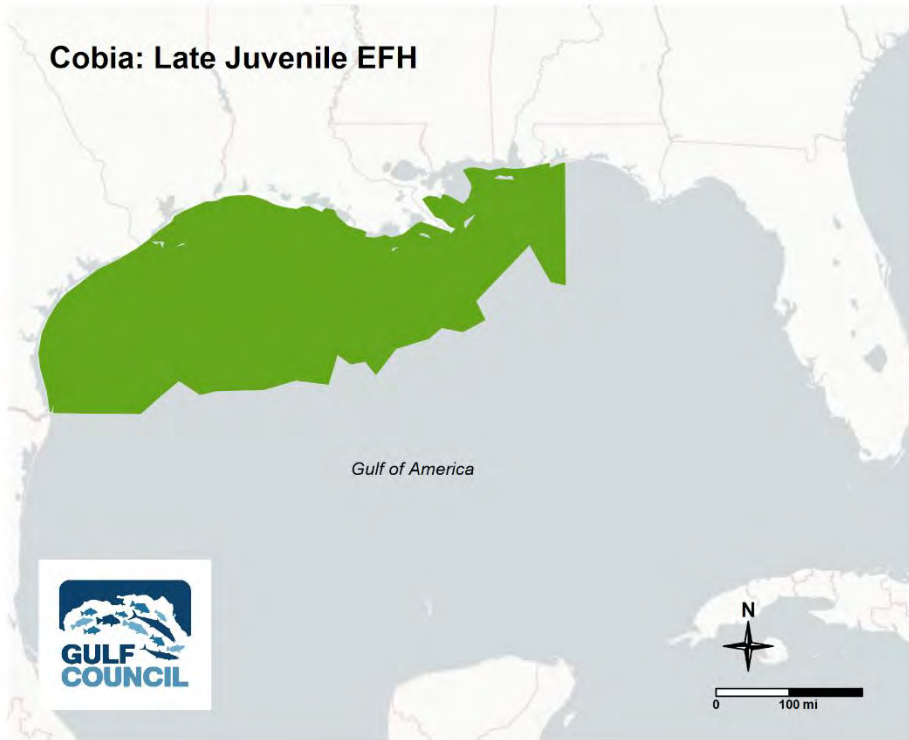 Cobia: Late Juvenile EFH
Gulf of America
GULF
COUNCIL
N
0 100 mi